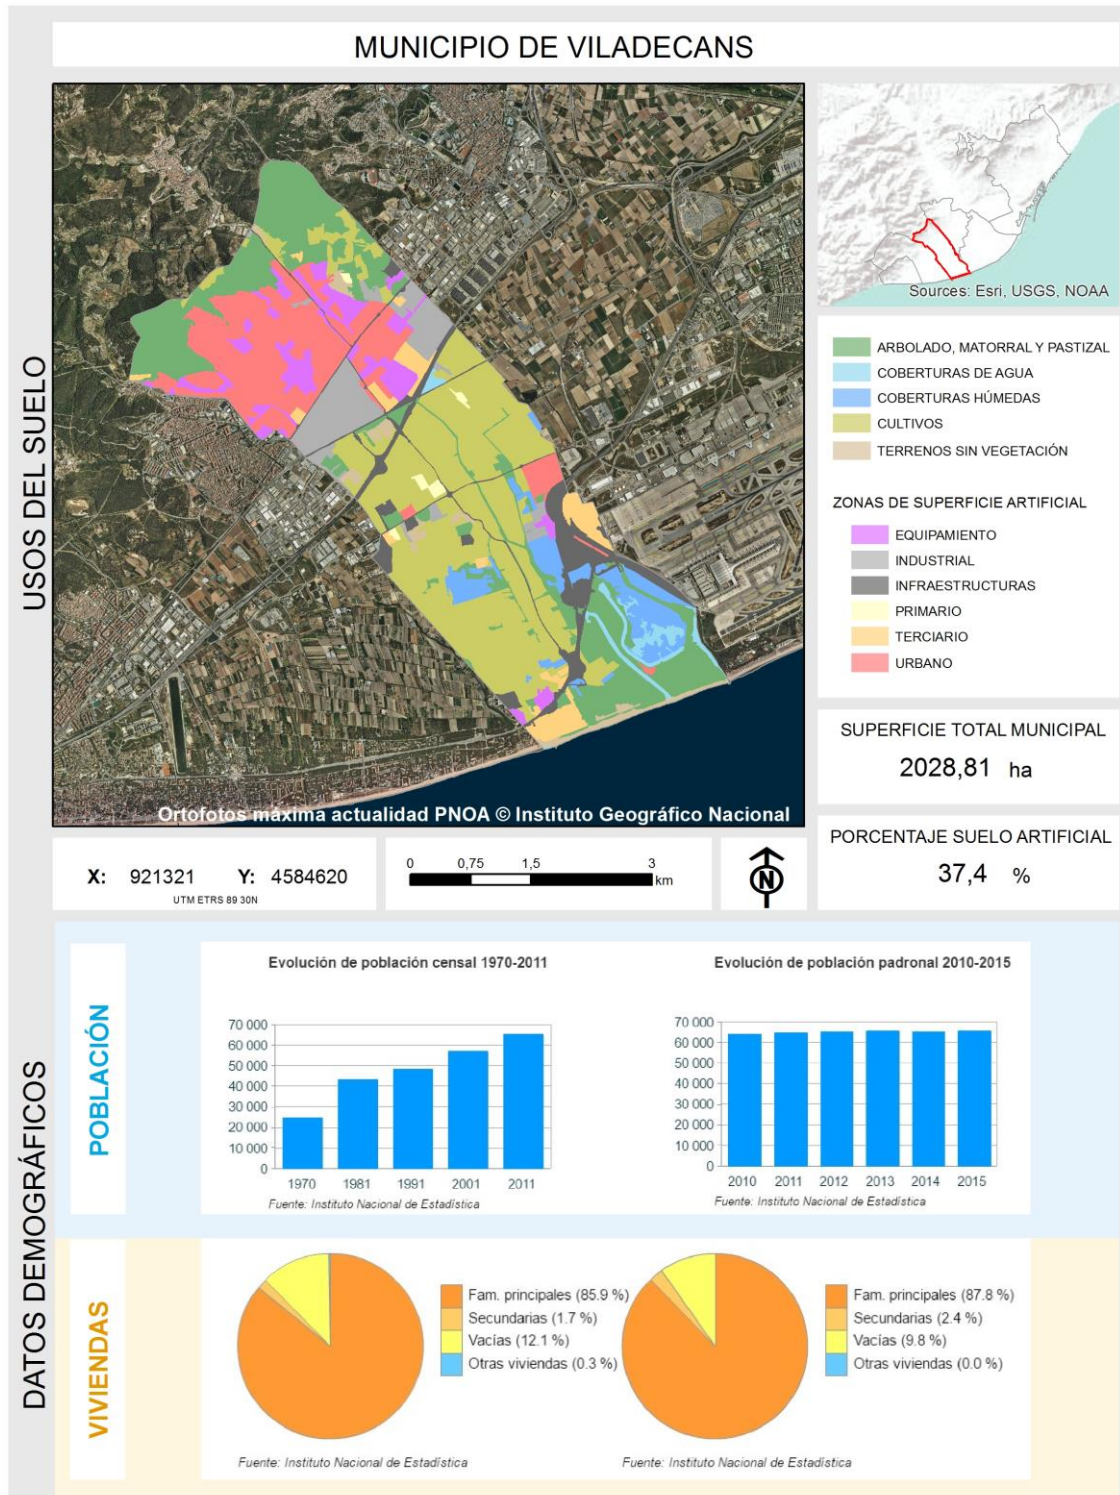 MUNICIPIO DE VILADECANS
USOS DEL SUELO
Ortofotos máxima actualidad PNOA © Instituto Geográfico Nacional
Sources: Esri, USGS, NOAA
ARBOLADO, MATORRAL Y PASTIZAL
COBERTURAS DE AGUA
COBERTURAS HÚMEDAS
CULTIVOS
TERRENOS SIN VEGETACIÓN
ZONAS DE SUPERFICIE ARTIFICIAL
EQUIPAMIENTO
INDUSTRIAL
INFRAESTRUCTURAS
PRIMARIO
TERCIARIO
URBANO
SUPERFICIE TOTAL MUNICIPAL
2028,81 ha
PORCENTAJE SUELO ARTIFICIAL
37,4 %
X: 921321 Y: 4584620
UTM ETRS 89 30N
0 0,75 1,5 3
km
N
DATOS DEMOGRÁFICOS
POBLACIÓN
Evolución de población censal 1970-2011
70 000
60 000
50 000
40 000
30 000
20 000
10 000
0
1970 1981 1991 2001 2011
Fuente: Instituto Nacional de Estadística
Evolución de población padronal 2010-2015
70 000
60 000
50 000
40 000
30 000
20 000
10 000
0
2010 2011 2012 2013 2014 2015
Fuente: Instituto Nacional de Estadística
VIVIENDAS
Fam. principales (85.9 %)
Secundarias (1.7 %)
Vacías (12.1 %)
Otras viviendas (0.3 %)
Fuente: Instituto Nacional de Estadística
Fam. principales (87.8 %)
Secundarias (2.4 %)
Vacías (9.8 %)
Otras viviendas (0.0 %)
Fuente: Instituto Nacional de Estadística